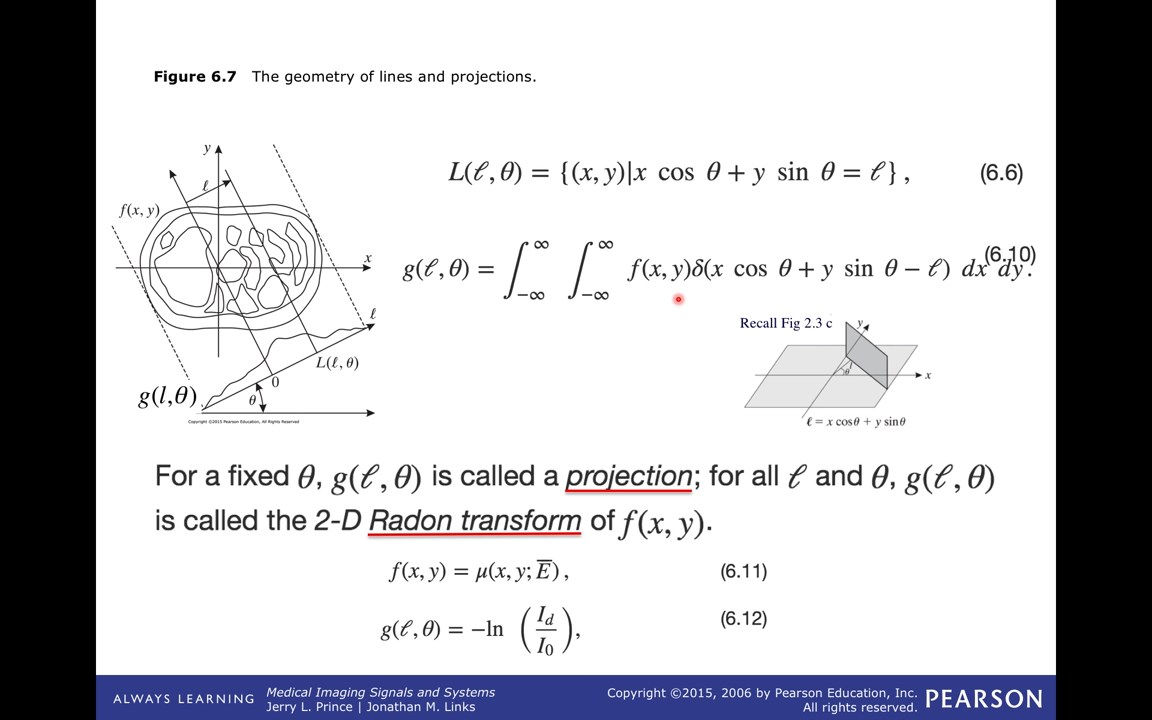 Figure 6.7 The geometry of lines and projections.
y
ℓ
f(x, y)
x
ℓ
L(ℓ, θ)
0
g(l,θ)
θ
Copyright ©2015 Pearson Education, All Rights Reserved
L(ℓ, θ) = {(x, y)|x cos θ + y sin θ = ℓ} , (6.6)
g(ℓ, θ) = ∫_{−∞}^{∞} ∫_{−∞}^{∞} f(x, y)δ(x cos θ + y sin θ − ℓ) dx dy. (6.10)
Recall Fig 2.3 c
y
ℓ
θ
x
ℓ = x cosθ + y sinθ
For a fixed θ, g(ℓ, θ) is called a projection; for all ℓ and θ, g(ℓ, θ)
is called the 2-D Radon transform of f(x, y).
f(x, y) = μ(x, y; E̅) , (6.11)
g(ℓ, θ) = −ln (I_d/I_0) , (6.12)
ALWAYS LEARNING
Medical Imaging Signals and Systems
Jerry L. Prince | Jonathan M. Links
Copyright ©2015, 2006 by Pearson Education, Inc.
All rights reserved.
PEARSON